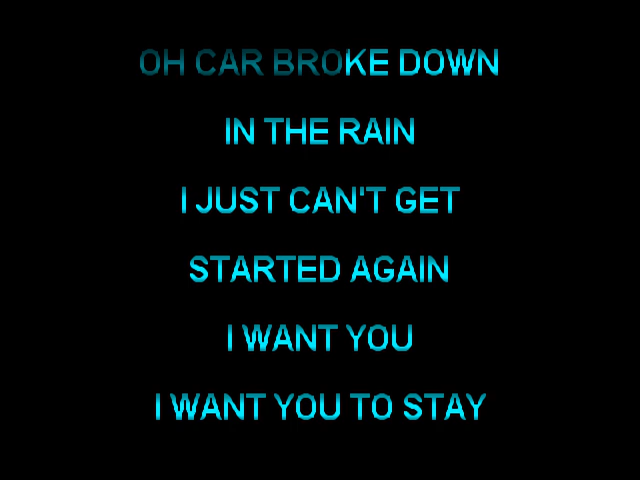 OH CAR BROKE DOWN
IN THE RAIN
I JUST CAN'T GET
STARTED AGAIN
I WANT YOU
I WANT YOU TO STAY